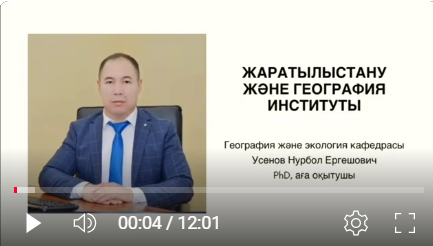 ЖАРАТЫЛЫСТАНУ
ЖӘНЕ ГЕОГРАФИЯ
ИНСТИТУТЫ
География және экология кафедрасы
Усенов Нурбол Ергешович
PhD, аға оқытушы
00:04 / 12:01